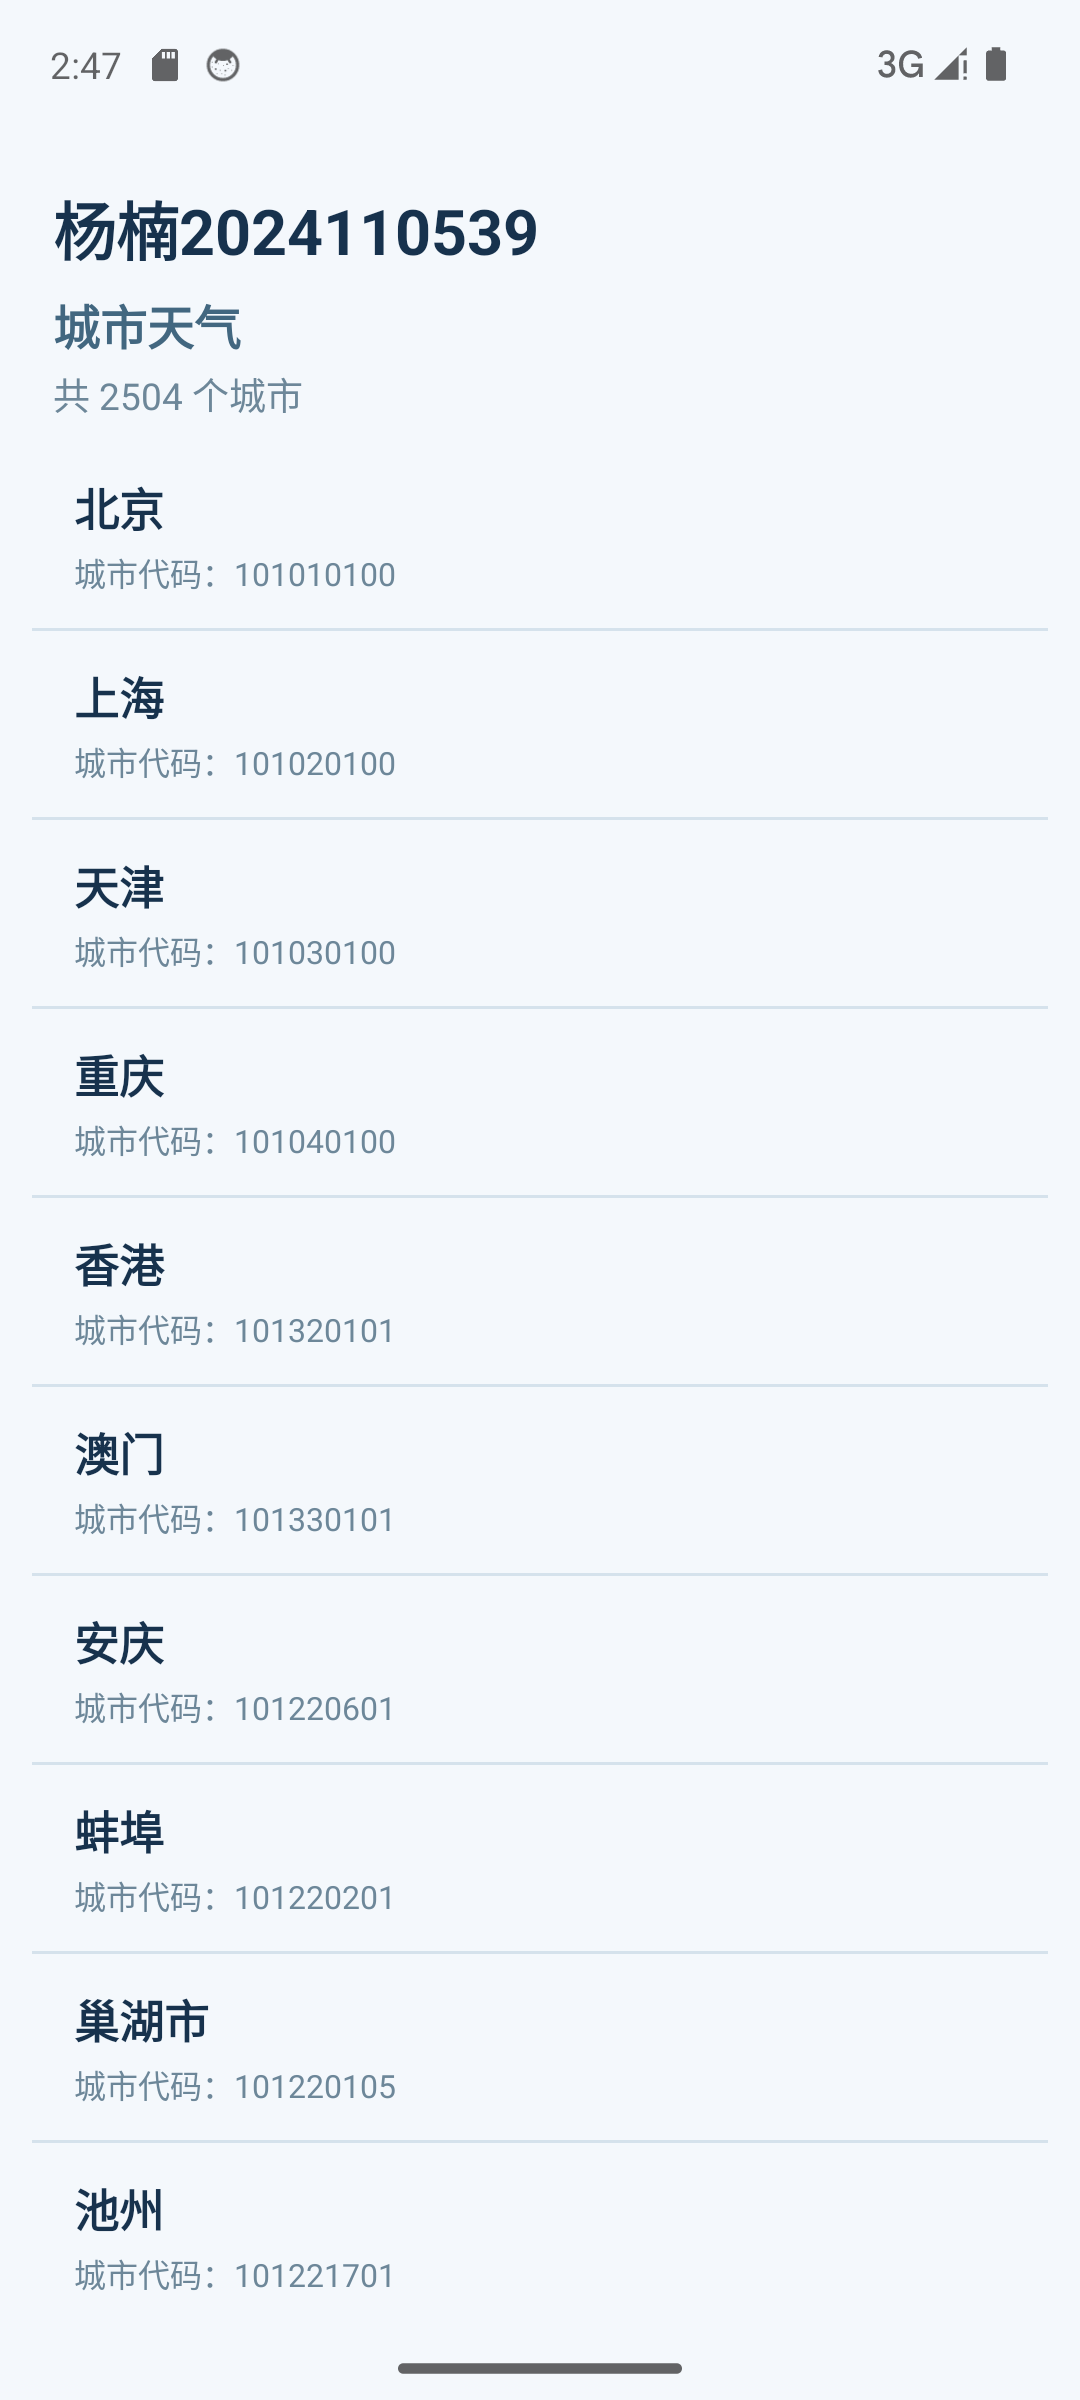 2:47
3G
杨楠2024110539
城市天气
共 2504 个城市
北京
城市代码：101010100
上海
城市代码：101020100
天津
城市代码：101030100
重庆
城市代码：101040100
香港
城市代码：101320101
澳门
城市代码：101330101
安庆
城市代码：101220601
蚌埠
城市代码：101220201
巢湖市
城市代码：101220105
池州
城市代码：101221701